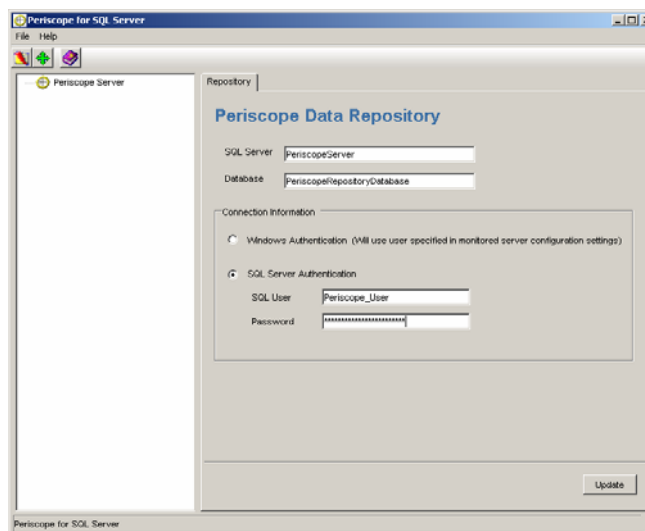 Periscope for SQL Server
File Help
Periscope Server
Repository
Periscope Data Repository
SQL Server PeriscopeServer
Database PeriscopeRepositoryDatabase
Connection Information
Windows Authentication (Will use user specified in monitored server configuration settings)
SQL Server Authentication
SQL User Periscope_User
Password ************************
Update
Periscope for SQL Server